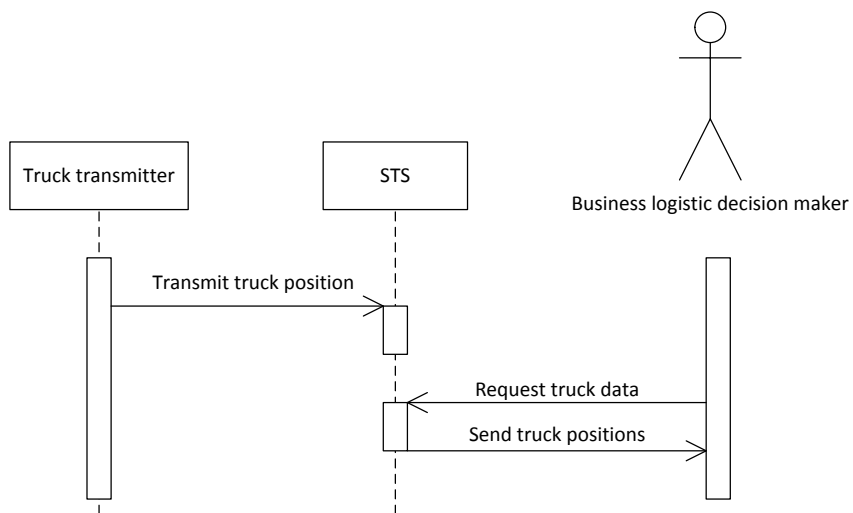 Truck transmitter
STS
Business logistic decision maker
Transmit truck position
Request truck data
Send truck positions